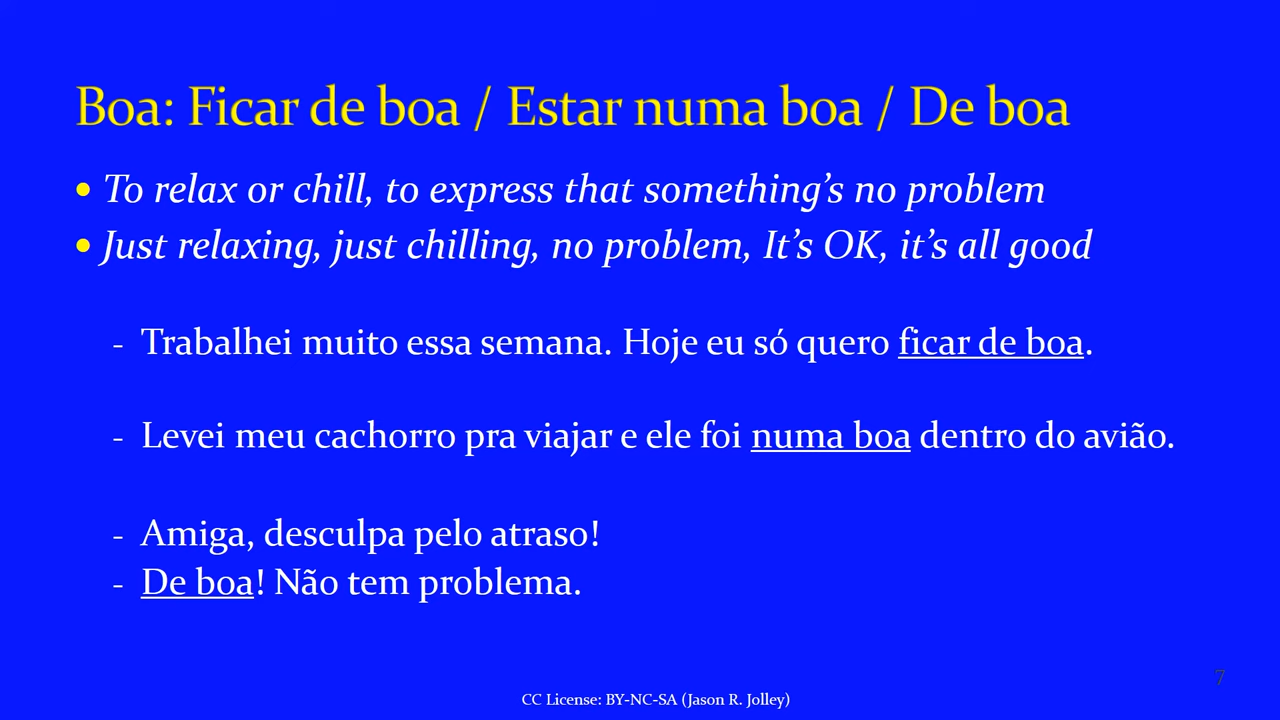 Boa: Ficar de boa / Estar numa boa / De boa
• To relax or chill, to express that something’s no problem
• Just relaxing, just chilling, no problem, It’s OK, it’s all good
- Trabalhei muito essa semana. Hoje eu só quero ficar de boa.
- Levei meu cachorro pra viajar e ele foi numa boa dentro do avião.
- Amiga, desculpa pelo atraso!
- De boa! Não tem problema.
7
CC License: BY-NC-SA (Jason R. Jolley)